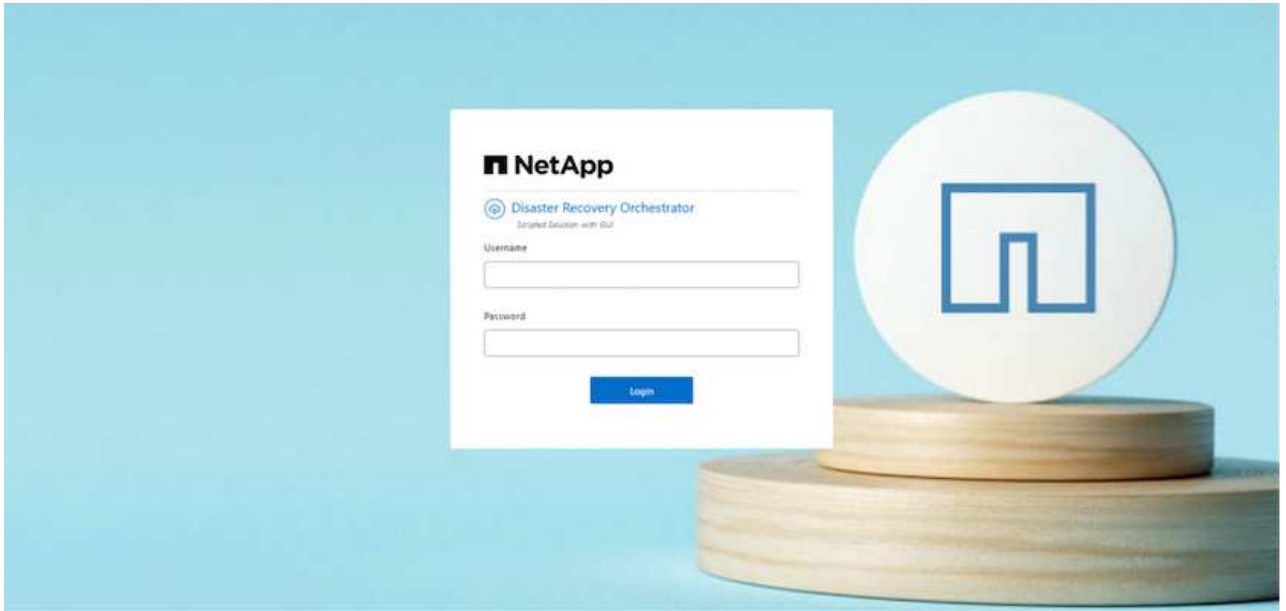 NetApp
Disaster Recovery Orchestrator
Scripted Solution with GUI
Username
Password
Login